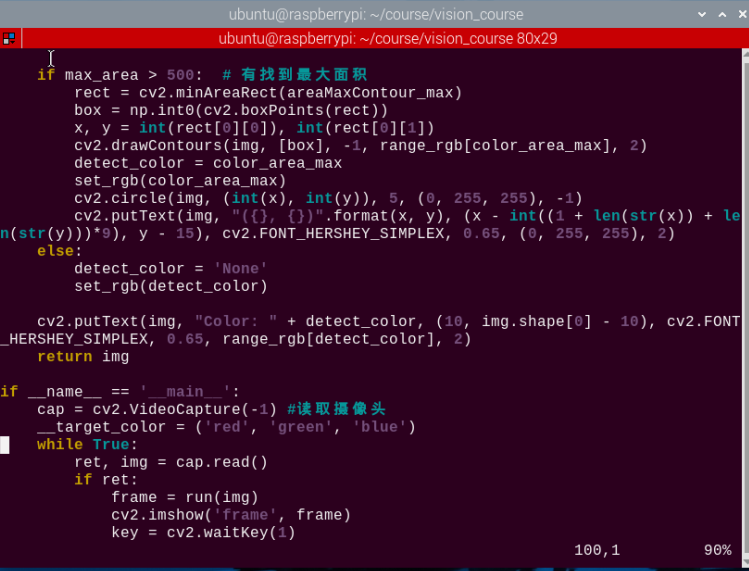 ubuntu@raspberrypi: ~/course/vision_course
ubuntu@raspberrypi: ~/course/vision_course 80x29
    if max_area > 500:  # 有找到最大面积
        rect = cv2.minAreaRect(areaMaxContour_max)
        box = np.int0(cv2.boxPoints(rect))
        x, y = int(rect[0][0]), int(rect[0][1])
        cv2.drawContours(img, [box], -1, range_rgb[color_area_max], 2)
        detect_color = color_area_max
        set_rgb(color_area_max)
        cv2.circle(img, (int(x), int(y)), 5, (0, 255, 255), -1)
        cv2.putText(img, "({}, {})".format(x, y), (x - int((1 + len(str(x)) + le
n(str(y)))*9), y - 15), cv2.FONT_HERSHEY_SIMPLEX, 0.65, (0, 255, 255), 2)
    else:
        detect_color = 'None'
        set_rgb(detect_color)
    cv2.putText(img, "Color: " + detect_color, (10, img.shape[0] - 10), cv2.FONT
_HERSHEY_SIMPLEX, 0.65, range_rgb[detect_color], 2)
    return img
if __name__ == '__main__':
    cap = cv2.VideoCapture(-1) #读取摄像头
    __target_color = ('red', 'green', 'blue')
    while True:
        ret, img = cap.read()
        if ret:
            frame = run(img)
            cv2.imshow('frame', frame)
            key = cv2.waitKey(1)
100,1 90%